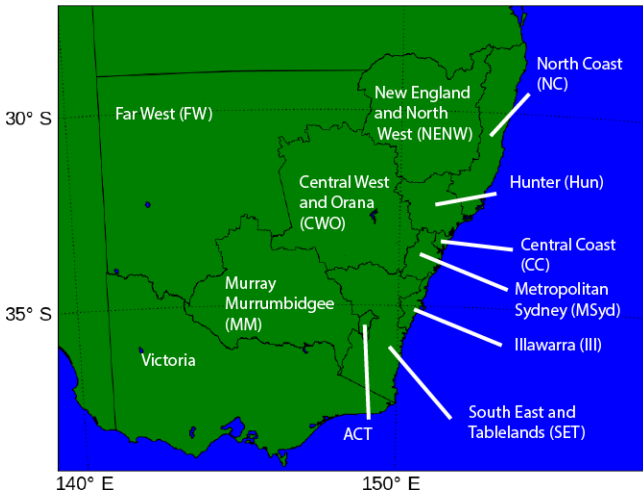 North Coast
(NC)
New England
and North
West (NENW)
30° S
Far West (FW)
Hunter (Hun)
Central West
and Orana
(CWO)
Central Coast
(CC)
Metropolitan
Sydney (MSyd)
Murray
Murrumbidgee
(MM)
35° S
Illawarra (Ill)
Victoria
South East and
Tablelands (SET)
ACT
140° E
150° E